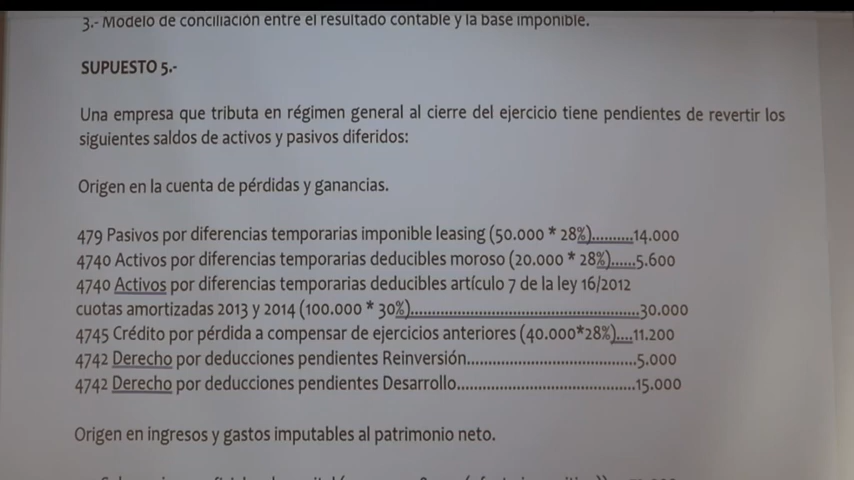 3.- Modelo de conciliación entre el resultado contable y la base imponible.
SUPUESTO 5.-
Una empresa que tributa en régimen general al cierre del ejercicio tiene pendientes de revertir los
siguientes saldos de activos y pasivos diferidos:
Origen en la cuenta de pérdidas y ganancias.
479 Pasivos por diferencias temporarias imponible leasing (50.000 * 28%)..........14.000
4740 Activos por diferencias temporarias deducibles moroso (20.000 * 28%)......5.600
4740 Activos por diferencias temporarias deducibles artículo 7 de la ley 16/2012
cuotas amortizadas 2013 y 2014 (100.000 * 30%).....................................................30.000
4745 Crédito por pérdida a compensar de ejercicios anteriores (40.000*28%)....11.200
4742 Derecho por deducciones pendientes Reinversión.......................................5.000
4742 Derecho por deducciones pendientes Desarrollo.........................................15.000
Origen en ingresos y gastos imputables al patrimonio neto.